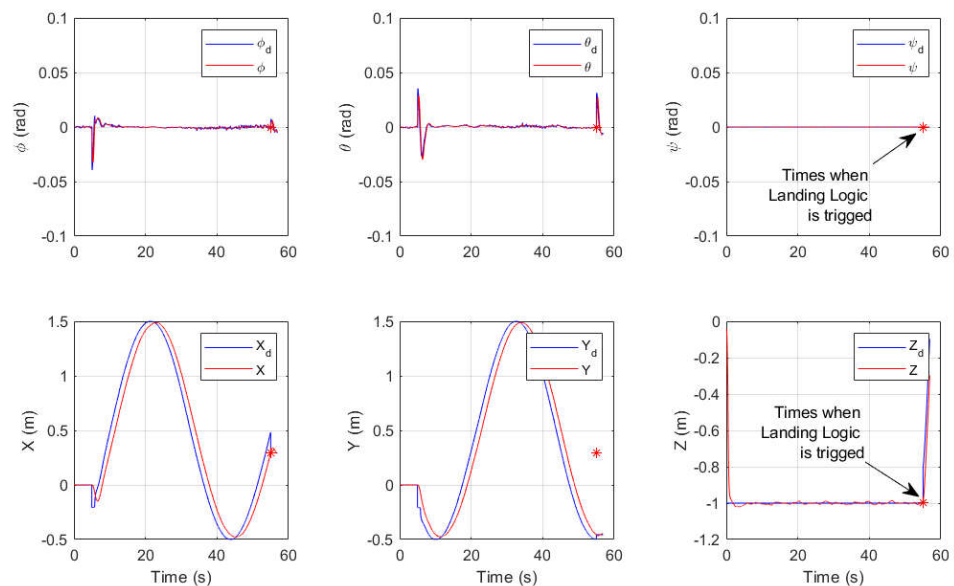 0.1
0.05
0
-0.05
-0.1
ϕ (rad)
0
20
40
60
ϕd
ϕ
0.1
0.05
0
-0.05
-0.1
θ (rad)
0
20
40
60
θd
θ
0.1
0.05
0
-0.05
-0.1
ψ (rad)
0
20
40
60
ψd
ψ
Times when
Landing Logic
is trigged
1.5
1
0.5
0
-0.5
X (m)
0
20
40
60
Time (s)
Xd
X
1.5
1
0.5
0
-0.5
Y (m)
0
20
40
60
Time (s)
Yd
Y
0
-0.2
-0.4
-0.6
-0.8
-1
-1.2
Z (m)
0
20
40
60
Time (s)
Zd
Z
Times when
Landing Logic
is trigged